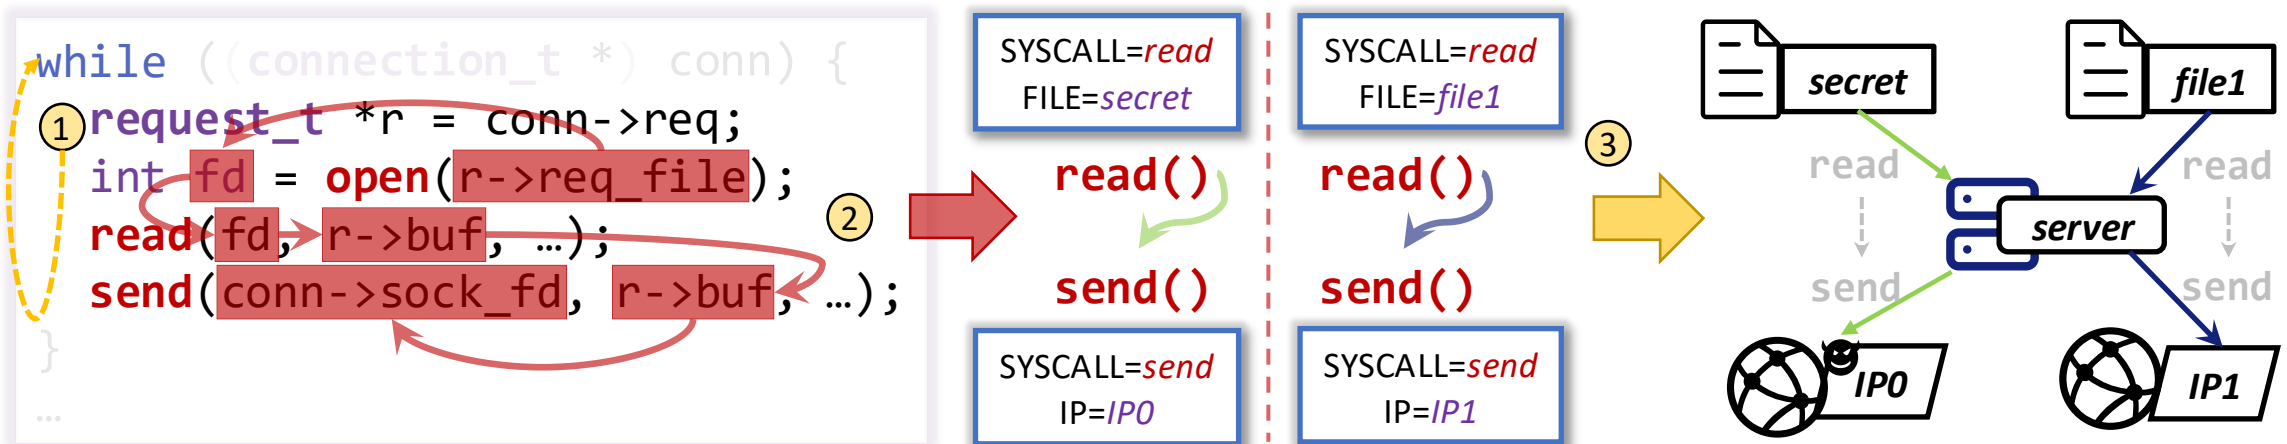 while ((connection_t *) conn) {
request_t *r = conn->req;
int fd = open(r->req_file);
read(fd, r->buf, …);
send(conn->sock_fd, r->buf, …);
}
…
1
2
SYSCALL=read
FILE=secret
read()
send()
SYSCALL=send
IP=IP0
SYSCALL=read
FILE=file1
read()
send()
SYSCALL=send
IP=IP1
3
secret
file1
read
read
server
send
send
IP0
IP1